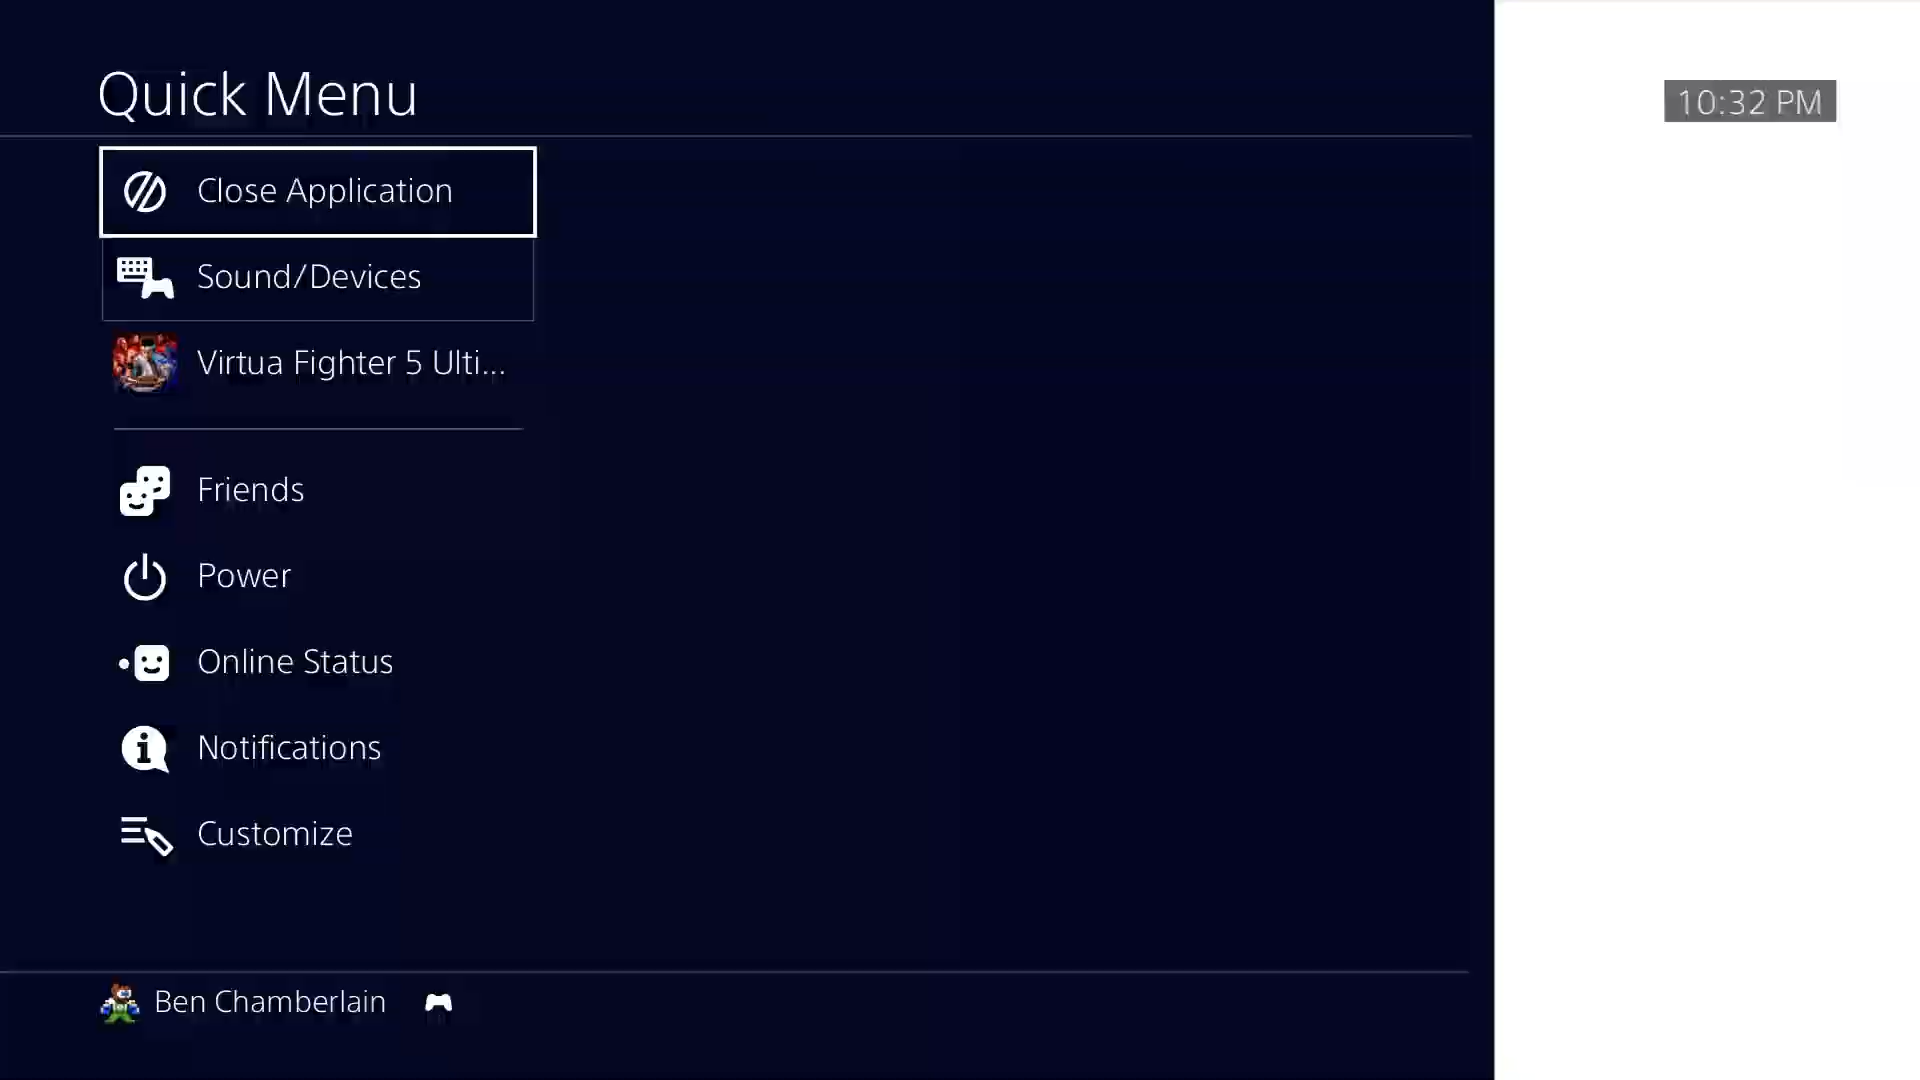 Quick Menu
10:32 PM
Close Application
Sound/Devices
Virtua Fighter 5 Ulti...
Friends
Power
Online Status
Notifications
Customize
Ben Chamberlain